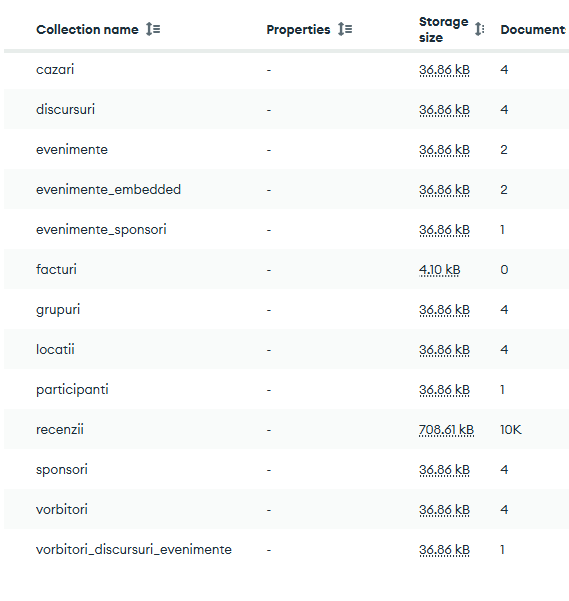 Collection name Properties Storage size Document
cazari - 36.86 kB 4
discursuri - 36.86 kB 4
evenimente - 36.86 kB 2
evenimente_embedded - 36.86 kB 2
evenimente_sponsori - 36.86 kB 1
facturi - 4.10 kB 0
grupuri - 36.86 kB 4
locatii - 36.86 kB 4
participanti - 36.86 kB 1
recenzii - 708.61 kB 10K
sponsori - 36.86 kB 4
vorbitori - 36.86 kB 4
vorbitori_discursuri_evenimente - 36.86 kB 1